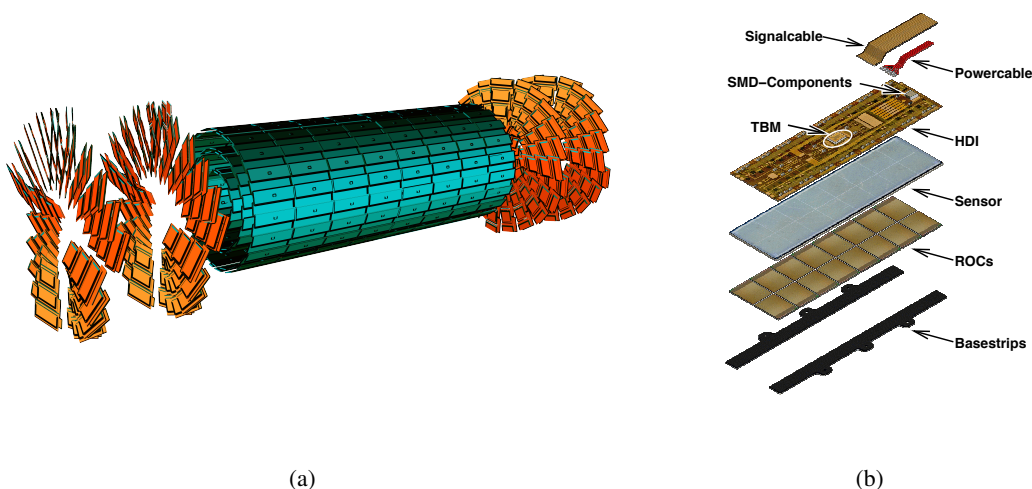 Signalcable
Powercable
SMD−Components
TBM
HDI
Sensor
ROCs
Basestrips
(a)
(b)